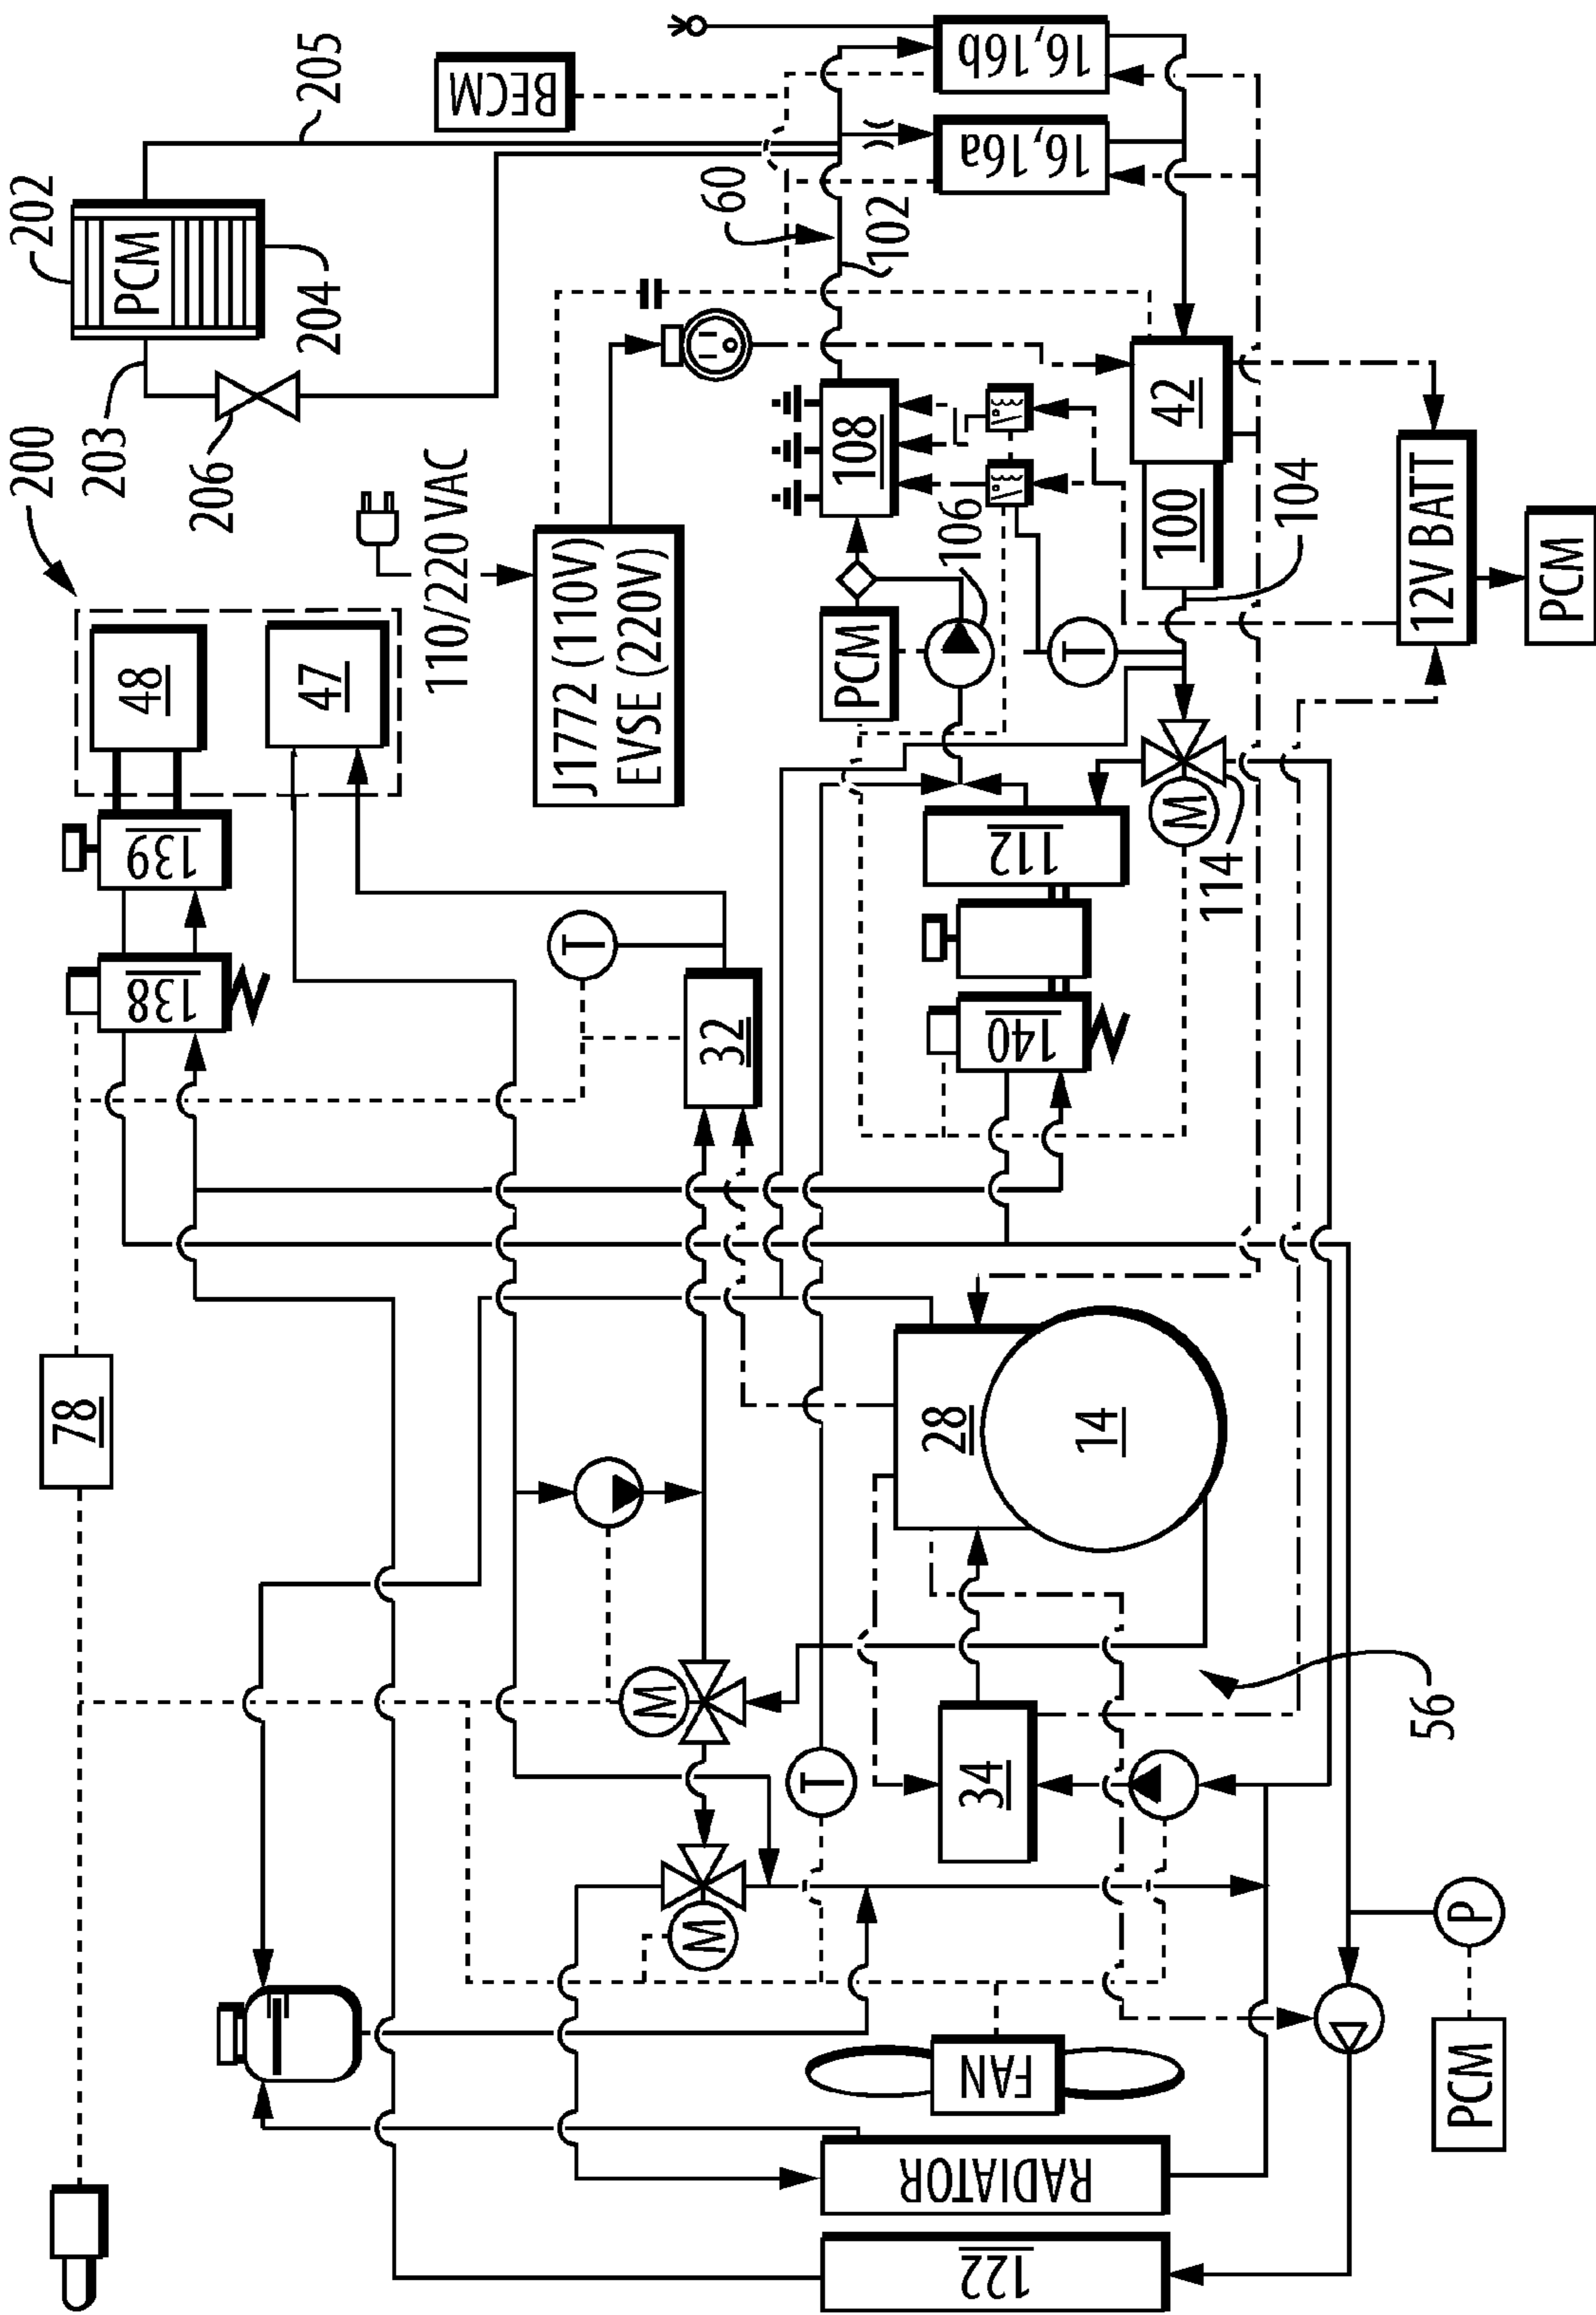 205
202
BECM
16,16b
PCM
16,16a
60
102
204
203
206
200
110/220 VAC
J1772 (110V)
EVSE (220V)
108
42
100
104
106
PCM
12V BATT
PCM
48
47
T
139
138
112
M
114
T
32
140
78
28
14
M
T
34
56
M
P
PCM
FAN
RADIATOR
122